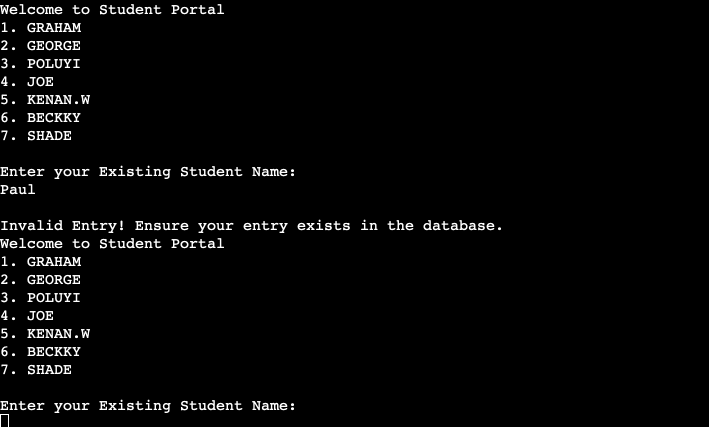 Welcome to Student Portal
1. GRAHAM
2. GEORGE
3. POLUYI
4. JOE
5. KENAN.W
6. BECKKY
7. SHADE
Enter your Existing Student Name:
Paul
Invalid Entry! Ensure your entry exists in the database.
Welcome to Student Portal
1. GRAHAM
2. GEORGE
3. POLUYI
4. JOE
5. KENAN.W
6. BECKKY
7. SHADE
Enter your Existing Student Name: